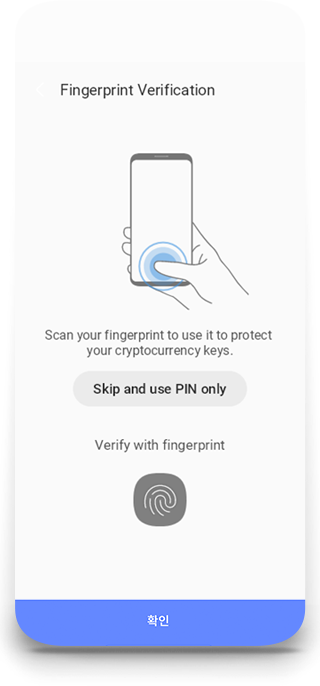 Fingerprint Verification
Scan your fingerprint to use it to protect
your cryptocurrency keys.
Skip and use PIN only
Verify with fingerprint
확인